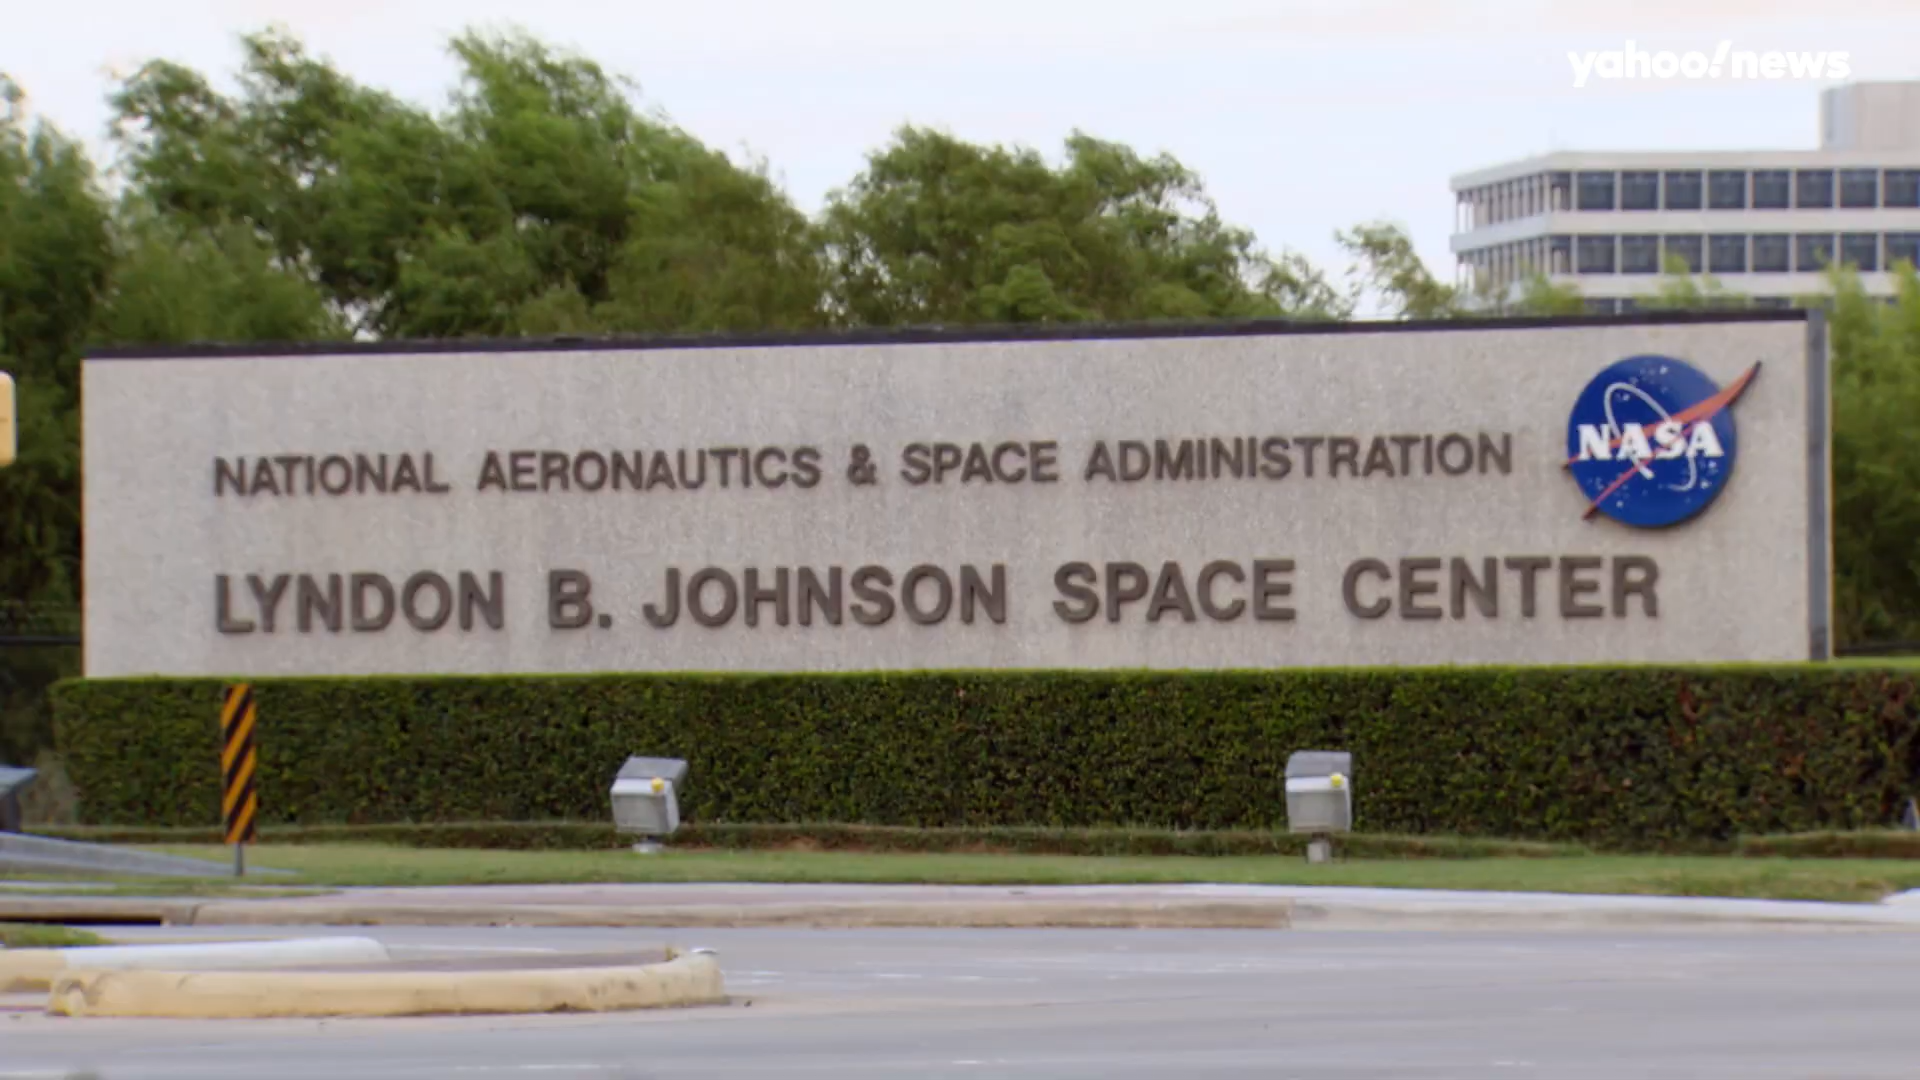 yahoo!news
NATIONAL AERONAUTICS & SPACE ADMINISTRATION
NASA
LYNDON B. JOHNSON SPACE CENTER